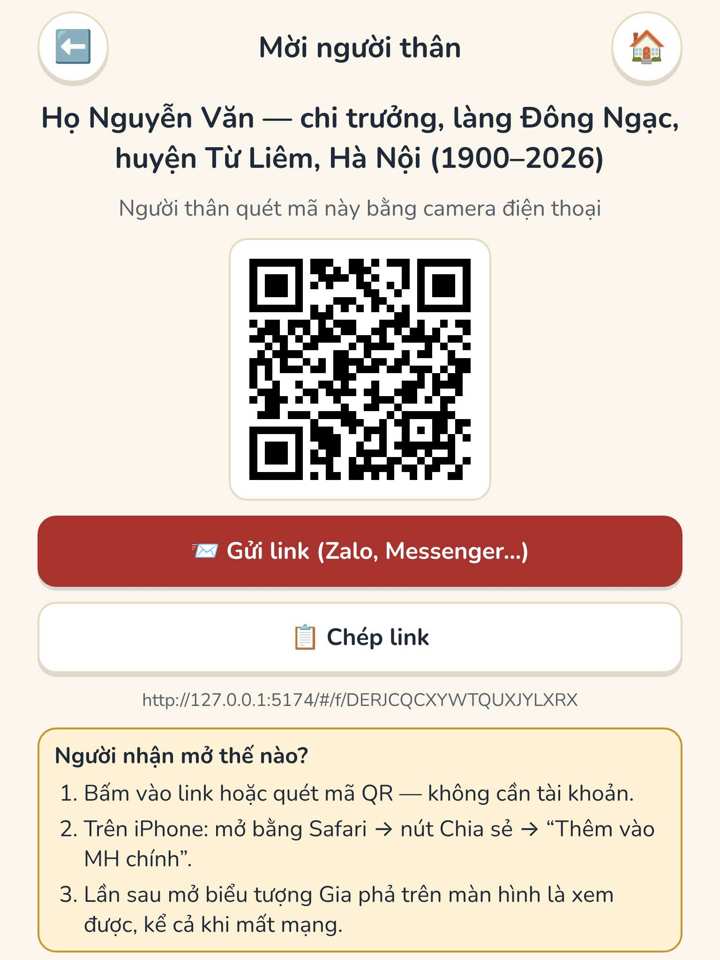 Mời người thân
Họ Nguyễn Văn — chi trưởng, làng Đông Ngạc,
huyện Từ Liêm, Hà Nội (1900–2026)
Người thân quét mã này bằng camera điện thoại
Gửi link (Zalo, Messenger...)
Chép link
http://127.0.0.1:5174/#/f/DERJCQCXYWTQUXJYLXRX
Người nhận mở thế nào?
1. Bấm vào link hoặc quét mã QR — không cần tài khoản.
2. Trên iPhone: mở bằng Safari → nút Chia sẻ → “Thêm vào
MH chính”.
3. Lần sau mở biểu tượng Gia phả trên màn hình là xem
được, kể cả khi mất mạng.